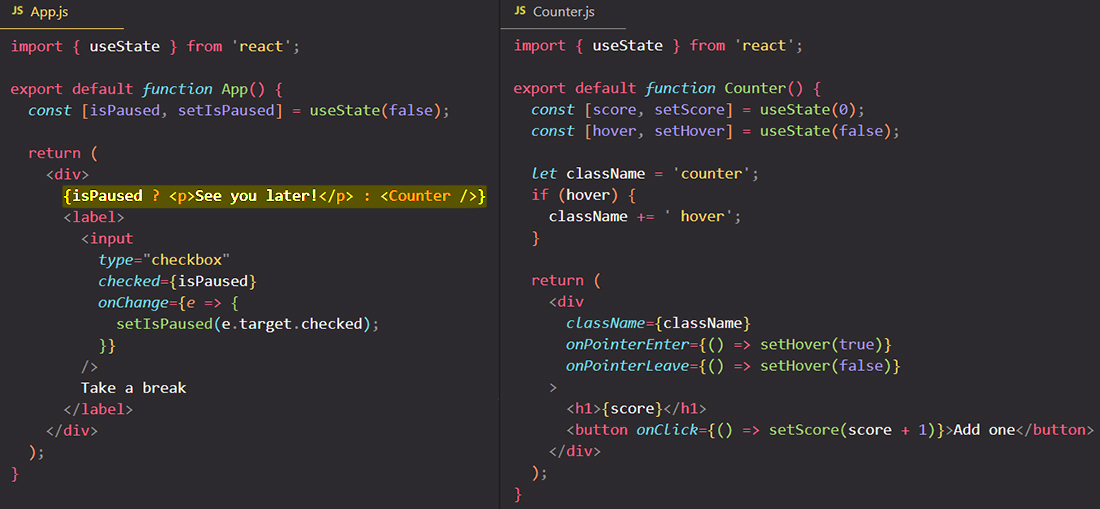 JS App.js
import { useState } from 'react';
export default function App() {
const [isPaused, setIsPaused] = useState(false);
return (
<div>
{isPaused ? <p>See you later!</p> : <Counter />}
<label>
<input
type="checkbox"
checked={isPaused}
onChange={e => {
setIsPaused(e.target.checked);
}}
/>
Take a break
</label>
</div>
);
}
JS Counter.js
import { useState } from 'react';
export default function Counter() {
const [score, setScore] = useState(0);
const [hover, setHover] = useState(false);
let className = 'counter';
if (hover) {
className += ' hover';
}
return (
<div
className={className}
onPointerEnter={() => setHover(true)}
onPointerLeave={() => setHover(false)}
>
<h1>{score}</h1>
<button onClick={() => setScore(score + 1)}>Add one</button>
</div>
);
}